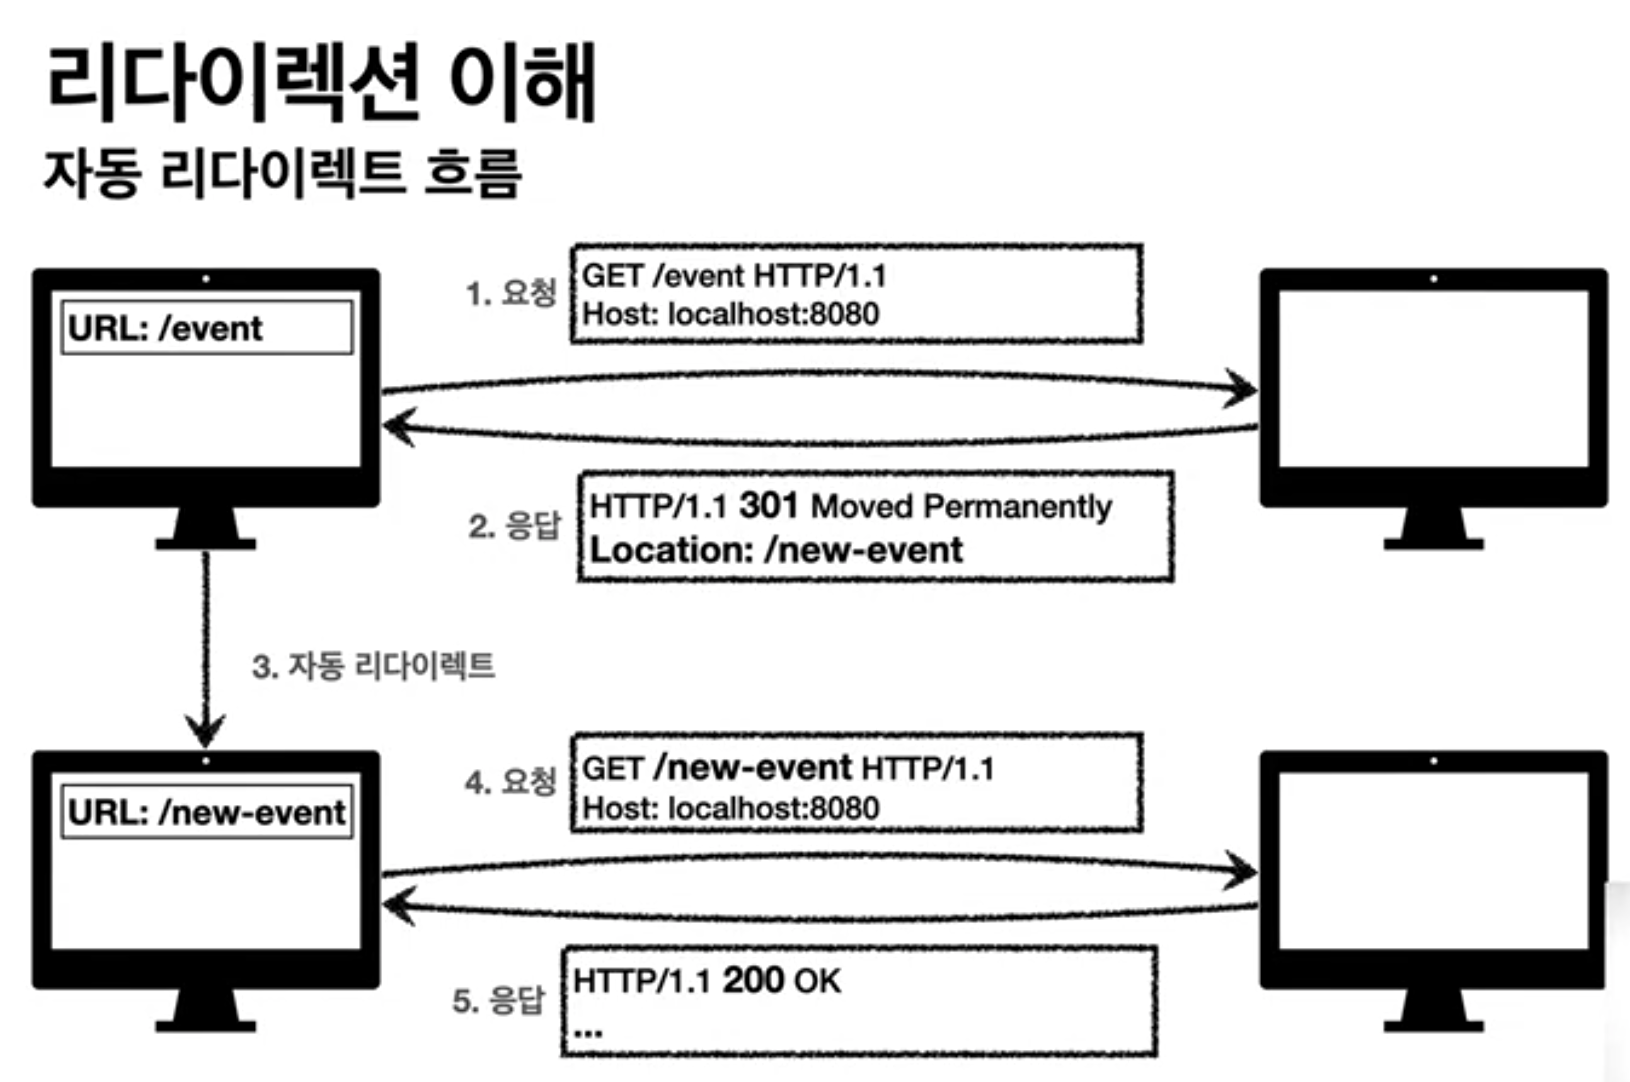 리다이렉션 이해
자동 리다이렉트 흐름
URL: /event
1. 요청
GET /event HTTP/1.1
Host: localhost:8080
2. 응답
HTTP/1.1 301 Moved Permanently
Location: /new-event
3. 자동 리다이렉트
URL: /new-event
4. 요청
GET /new-event HTTP/1.1
Host: localhost:8080
5. 응답
HTTP/1.1 200 OK
...